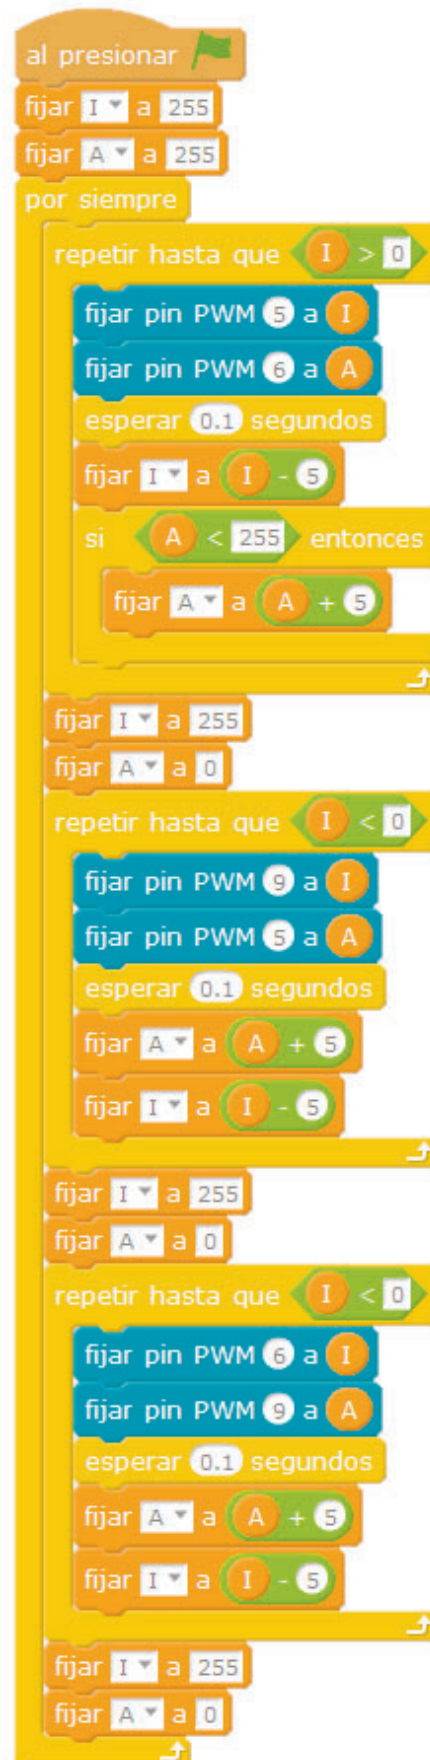 al presionar
fijar I a 255
fijar A a 255
por siempre
repetir hasta que I > 0
fijar pin PWM 5 a I
fijar pin PWM 6 a A
esperar 0.1 segundos
fijar I a I - 5
si A < 255 entonces
fijar A a A + 5
fijar I a 255
fijar A a 0
repetir hasta que I < 0
fijar pin PWM 9 a I
fijar pin PWM 5 a A
esperar 0.1 segundos
fijar A a A + 5
fijar I a I - 5
fijar I a 255
fijar A a 0
repetir hasta que I < 0
fijar pin PWM 6 a I
fijar pin PWM 9 a A
esperar 0.1 segundos
fijar A a A + 5
fijar I a I - 5
fijar I a 255
fijar A a 0